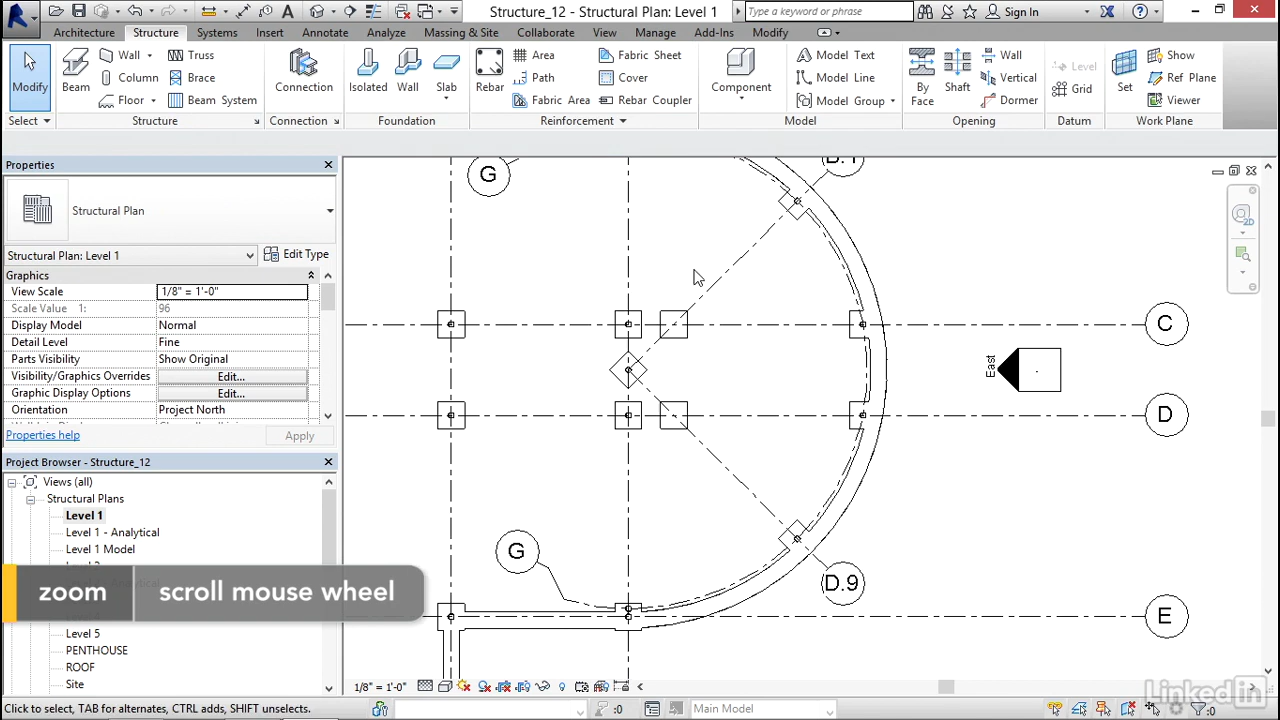 Structure_12 - Structural Plan: Level 1
Type a keyword or phrase
Sign In
Architecture
Structure
Systems
Insert
Annotate
Analyze
Massing & Site
Collaborate
View
Manage
Add-Ins
Modify
Modify
Select
Beam
Wall
Column
Floor
Truss
Brace
Beam System
Structure
Connection
Connection
Isolated
Wall
Slab
Foundation
Rebar
Area
Path
Fabric Area
Fabric Sheet
Cover
Rebar Coupler
Reinforcement
Component
Model Text
Model Line
Model Group
Model
By Face
Shaft
Wall
Vertical
Dormer
Opening
Level
Grid
Datum
Set
Show
Ref Plane
Viewer
Work Plane
Properties
Structural Plan
Structural Plan: Level 1
Edit Type
Graphics
View Scale 1/8" = 1'-0"
Scale Value 1: 96
Display Model Normal
Detail Level Fine
Parts Visibility Show Original
Visibility/Graphics Overrides Edit...
Graphic Display Options Edit...
Orientation Project North
Properties help
Apply
Project Browser - Structure_12
Views (all)
Structural Plans
Level 1
Level 1 - Analytical
Level 1 Model
Level 5
PENTHOUSE
ROOF
Site
zoom scroll mouse wheel
G
D.1
C
East
D
G
D.9
E
2D
1/8" = 1'-0"
Click to select, TAB for alternates, CTRL adds, SHIFT unselects.
:0
Main Model
:0
Linked in